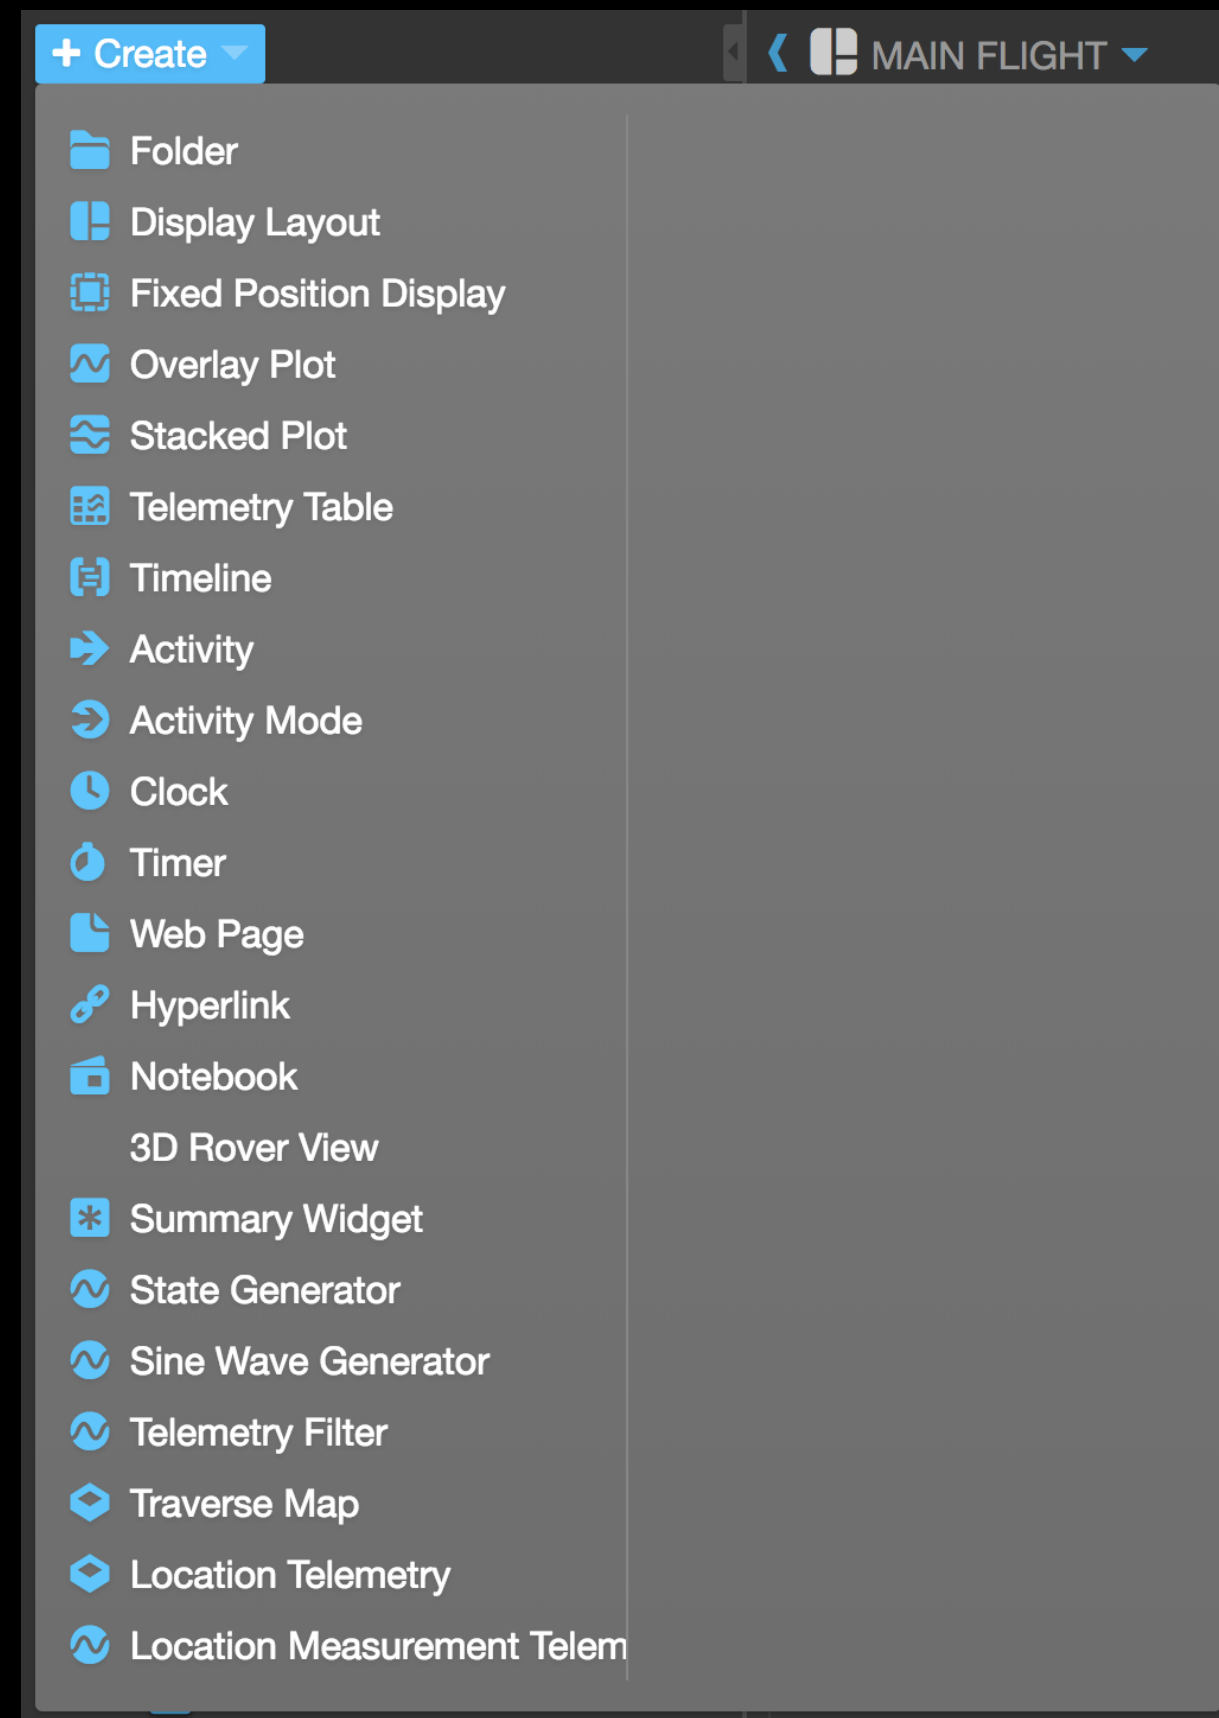 Create
MAIN FLIGHT
Folder
Display Layout
Fixed Position Display
Overlay Plot
Stacked Plot
Telemetry Table
Timeline
Activity
Activity Mode
Clock
Timer
Web Page
Hyperlink
Notebook
3D Rover View
Summary Widget
State Generator
Sine Wave Generator
Telemetry Filter
Traverse Map
Location Telemetry
Location Measurement Telem